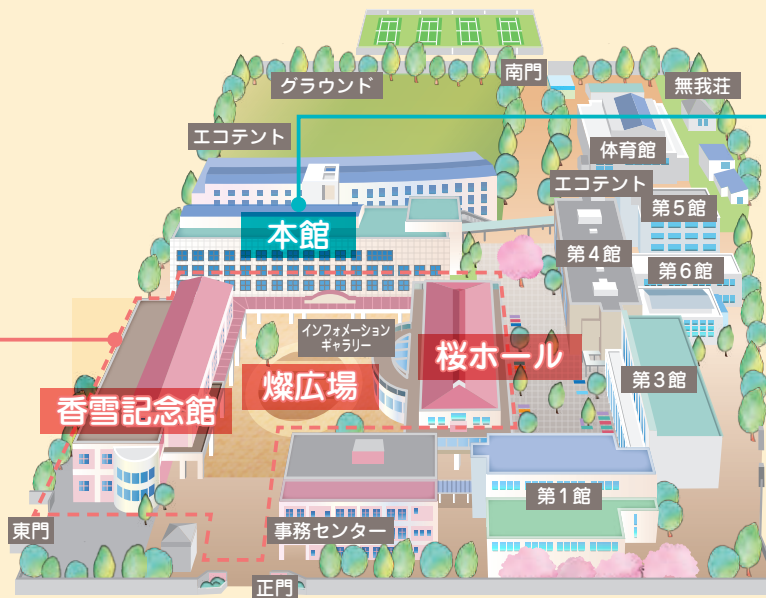 グラウンド
南門
無我荘
エコテント
体育館
エコテント
第5館
本館
第4館
第6館
インフォメーション
ギャラリー
桜ホール
燦広場
第3館
香雪記念館
第1館
東門
事務センター
正門